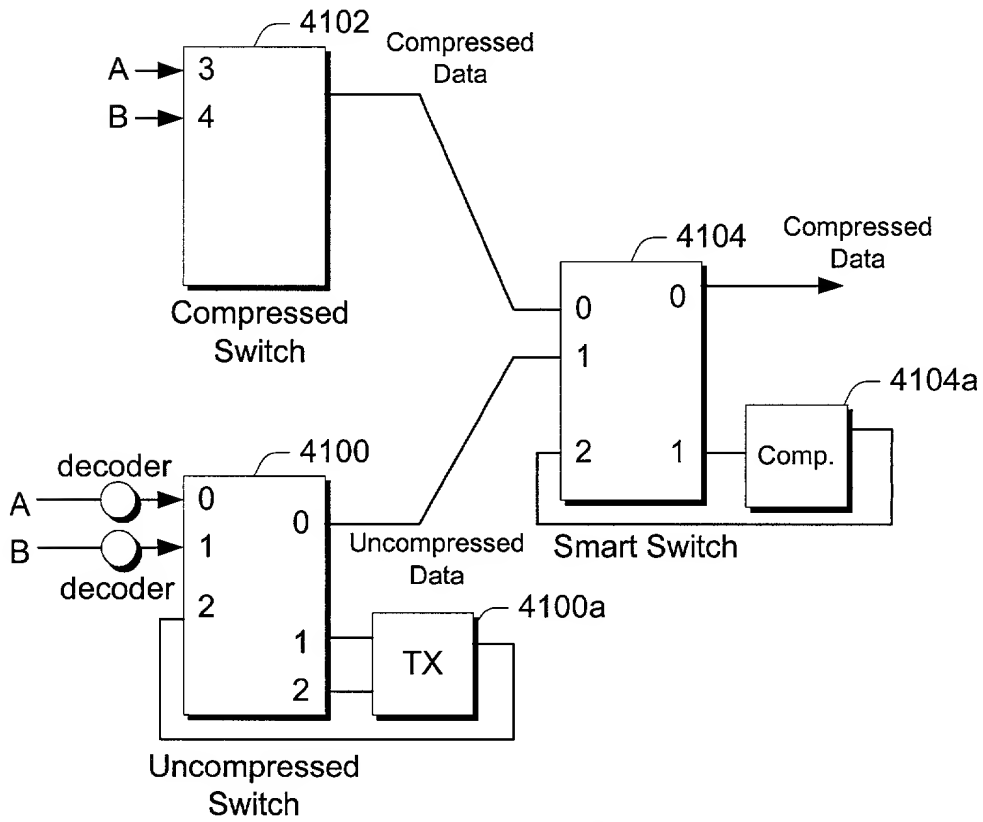 4102
Compressed
Data
A
3
B
4
Compressed
Switch
4104
Compressed
Data
0
0
1
2
1
4104a
Comp.
Smart Switch
decoder
4100
A
0
0
B
1
decoder
Uncompressed
Data
2
4100a
1
TX
2
Uncompressed
Switch